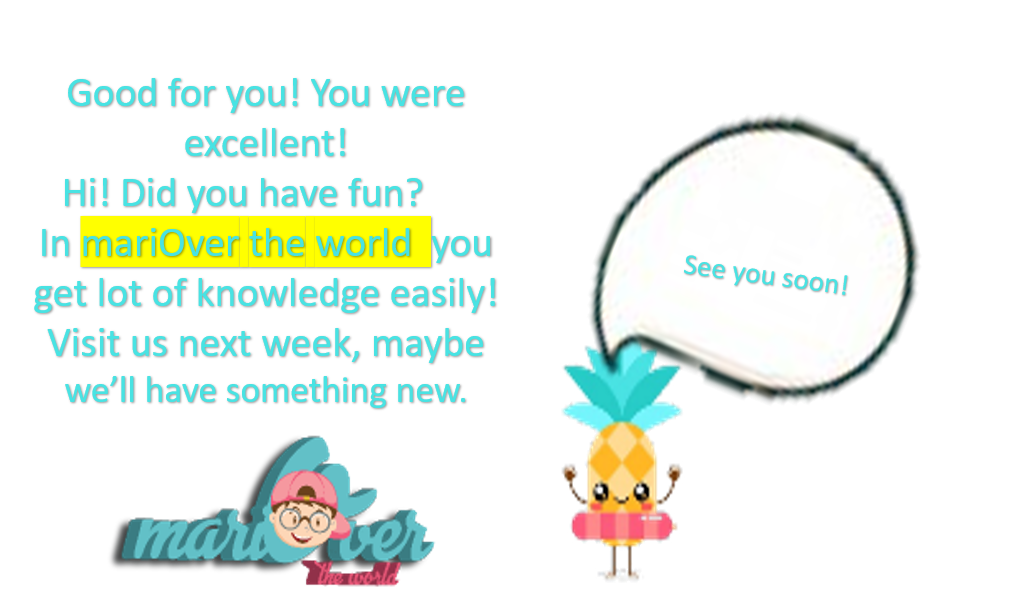 Good for you! You were
excellent!
Hi! Did you have fun?
In mariOver the world you
get lot of knowledge easily!
Visit us next week, maybe
we’ll have something new.
See you soon!
mariOver
the world